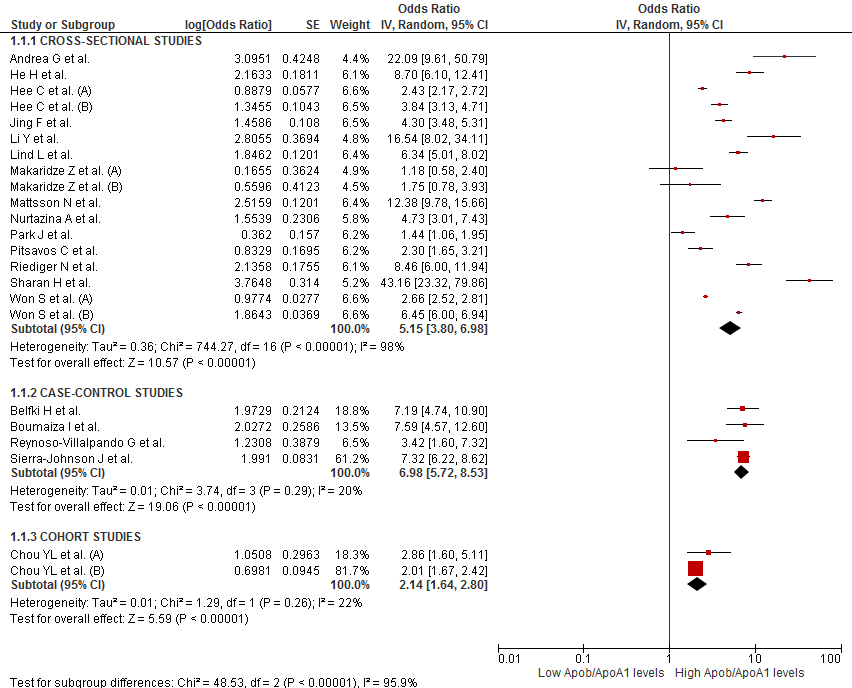 Odds Ratio Odds Ratio
Study or Subgroup log[Odds Ratio] SE Weight IV, Random, 95% CI IV, Random, 95% CI
1.1.1 CROSS-SECTIONAL STUDIES
Andrea G et al. 3.0951 0.4248 4.4% 22.09 [9.61, 50.79]
He H et al. 2.1633 0.1811 6.1% 8.70 [6.10, 12.41]
Hee C et al. (A) 0.8879 0.0577 6.6% 2.43 [2.17, 2.72]
Hee C et al. (B) 1.3455 0.1043 6.4% 3.84 [3.13, 4.71]
Jing F et al. 1.4586 0.108 6.4% 4.30 [3.48, 5.31]
Li Y et al. 2.8055 0.3694 4.8% 16.54 [8.02, 34.11]
Lind L et al. 1.8462 0.1201 6.4% 6.34 [5.01, 8.02]
Makaridze Z et al. (A) 0.1655 0.3624 4.8% 1.18 [0.58, 2.40]
Makaridze Z et al. (B) 0.5596 0.4123 4.5% 1.75 [0.78, 3.93]
Mattsson N et al. 2.5159 0.1201 6.4% 12.38 [9.78, 15.66]
Nurtazina A et al. 1.5539 0.2306 5.8% 4.73 [3.01, 7.43]
Park J et al. 0.362 0.157 6.2% 1.44 [1.06, 1.95]
Pitsavos C et al. 0.8329 0.1695 6.2% 2.30 [1.65, 3.21]
Riediger N et al. 2.1358 0.1755 6.1% 8.46 [6.00, 11.94]
Sharan H et al. 3.7648 0.314 5.2% 43.16 [23.32, 79.86]
Won S et al. (A) 0.9774 0.0277 6.6% 2.66 [2.52, 2.81]
Won S et al. (B) 1.8643 0.0369 6.6% 6.45 [6.00, 6.94]
Subtotal (95% CI) 100.0% 5.15 [3.80, 6.98]
Heterogeneity: Tau² = 0.36; Chi² = 744.27, df = 16 (P < 0.00001); I² = 98%
Test for overall effect: Z = 10.57 (P < 0.00001)
1.1.2 CASE-CONTROL STUDIES
Belfki H et al. 1.9729 0.2124 18.8% 7.19 [4.74, 10.90]
Boumaiza I et al. 2.0272 0.2586 13.5% 7.59 [4.57, 12.60]
Reynoso-Villalpando G et al. 1.2308 0.3879 6.5% 3.42 [1.60, 7.32]
Sierra-Johnson J et al. 1.991 0.0831 61.2% 7.32 [6.22, 8.62]
Subtotal (95% CI) 100.0% 6.98 [5.72, 8.53]
Heterogeneity: Tau² = 0.01; Chi² = 3.74, df = 3 (P = 0.29); I² = 20%
Test for overall effect: Z = 19.06 (P < 0.00001)
1.1.3 COHORT STUDIES
Chou YL et al. (A) 1.0508 0.2963 18.3% 2.86 [1.60, 5.11]
Chou YL et al. (B) 0.6981 0.0945 81.7% 2.01 [1.67, 2.42]
Subtotal (95% CI) 100.0% 2.14 [1.64, 2.80]
Heterogeneity: Tau² = 0.01; Chi² = 1.29, df = 1 (P = 0.26); I² = 22%
Test for overall effect: Z = 5.59 (P < 0.00001)
0.01 0.1 1 10 100
Low Apob/ApoA1 levels High Apob/ApoA1 levels
Test for subgroup differences: Chi² = 48.53, df = 2 (P < 0.00001), I² = 95.9%